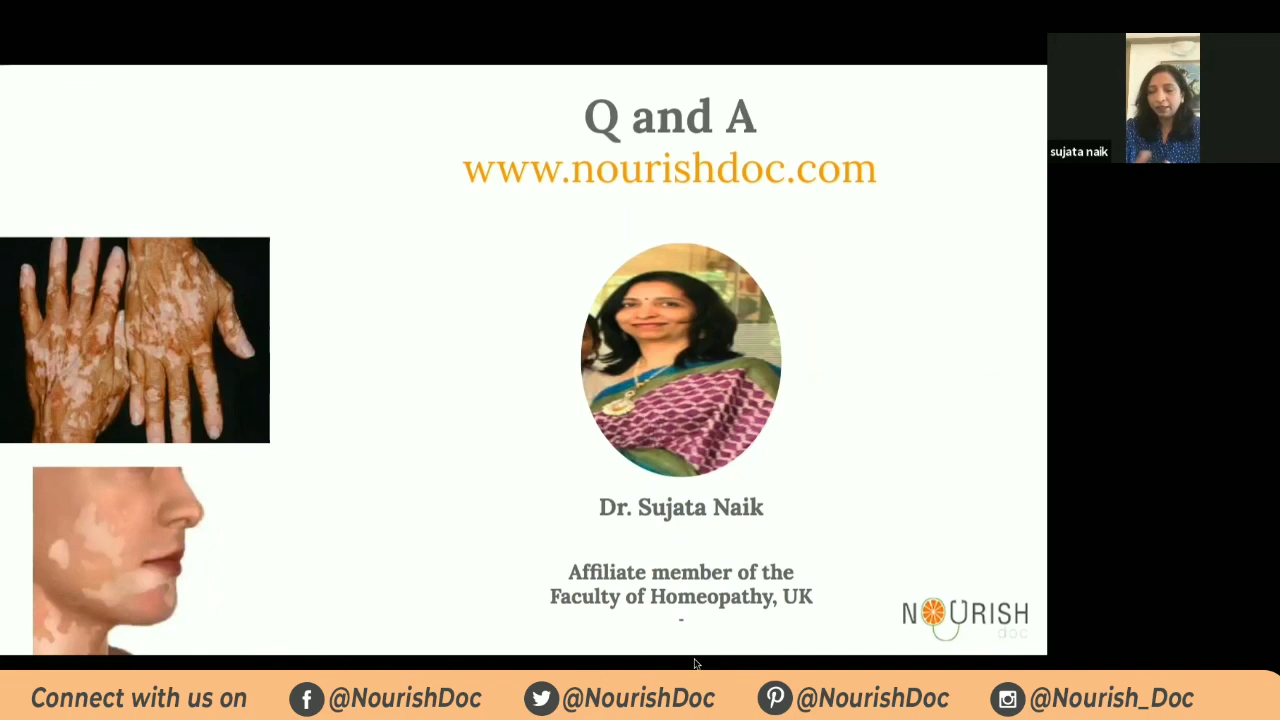 Q and A
www.nourishdoc.com
sujata naik
Dr. Sujata Naik
Affiliate member of the
Faculty of Homeopathy, UK
-
NOURISH
doc
Connect with us on
@NourishDoc
@NourishDoc
@NourishDoc
@Nourish_Doc